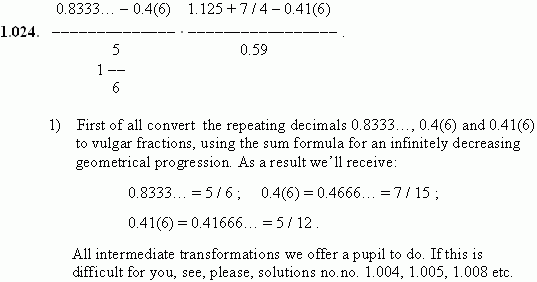 0.8333… – 0.4(6) 1.125 + 7 / 4 – 0.41(6)
1.024. –––––––––––––– · ––––––––––––––––– .
5 0.59
1 ––
6
1) First of all convert the repeating decimals 0.8333…, 0.4(6) and 0.41(6)
to vulgar fractions, using the sum formula for an infinitely decreasing
geometrical progression. As a result we’ll receive:
0.8333… = 5 / 6 ; 0.4(6) = 0.4666… = 7 / 15 ;
0.41(6) = 0.41666… = 5 / 12 .
All intermediate transformations we offer a pupil to do. If this is
difficult for you, see, please, solutions no.no. 1.004, 1.005, 1.008 etc.